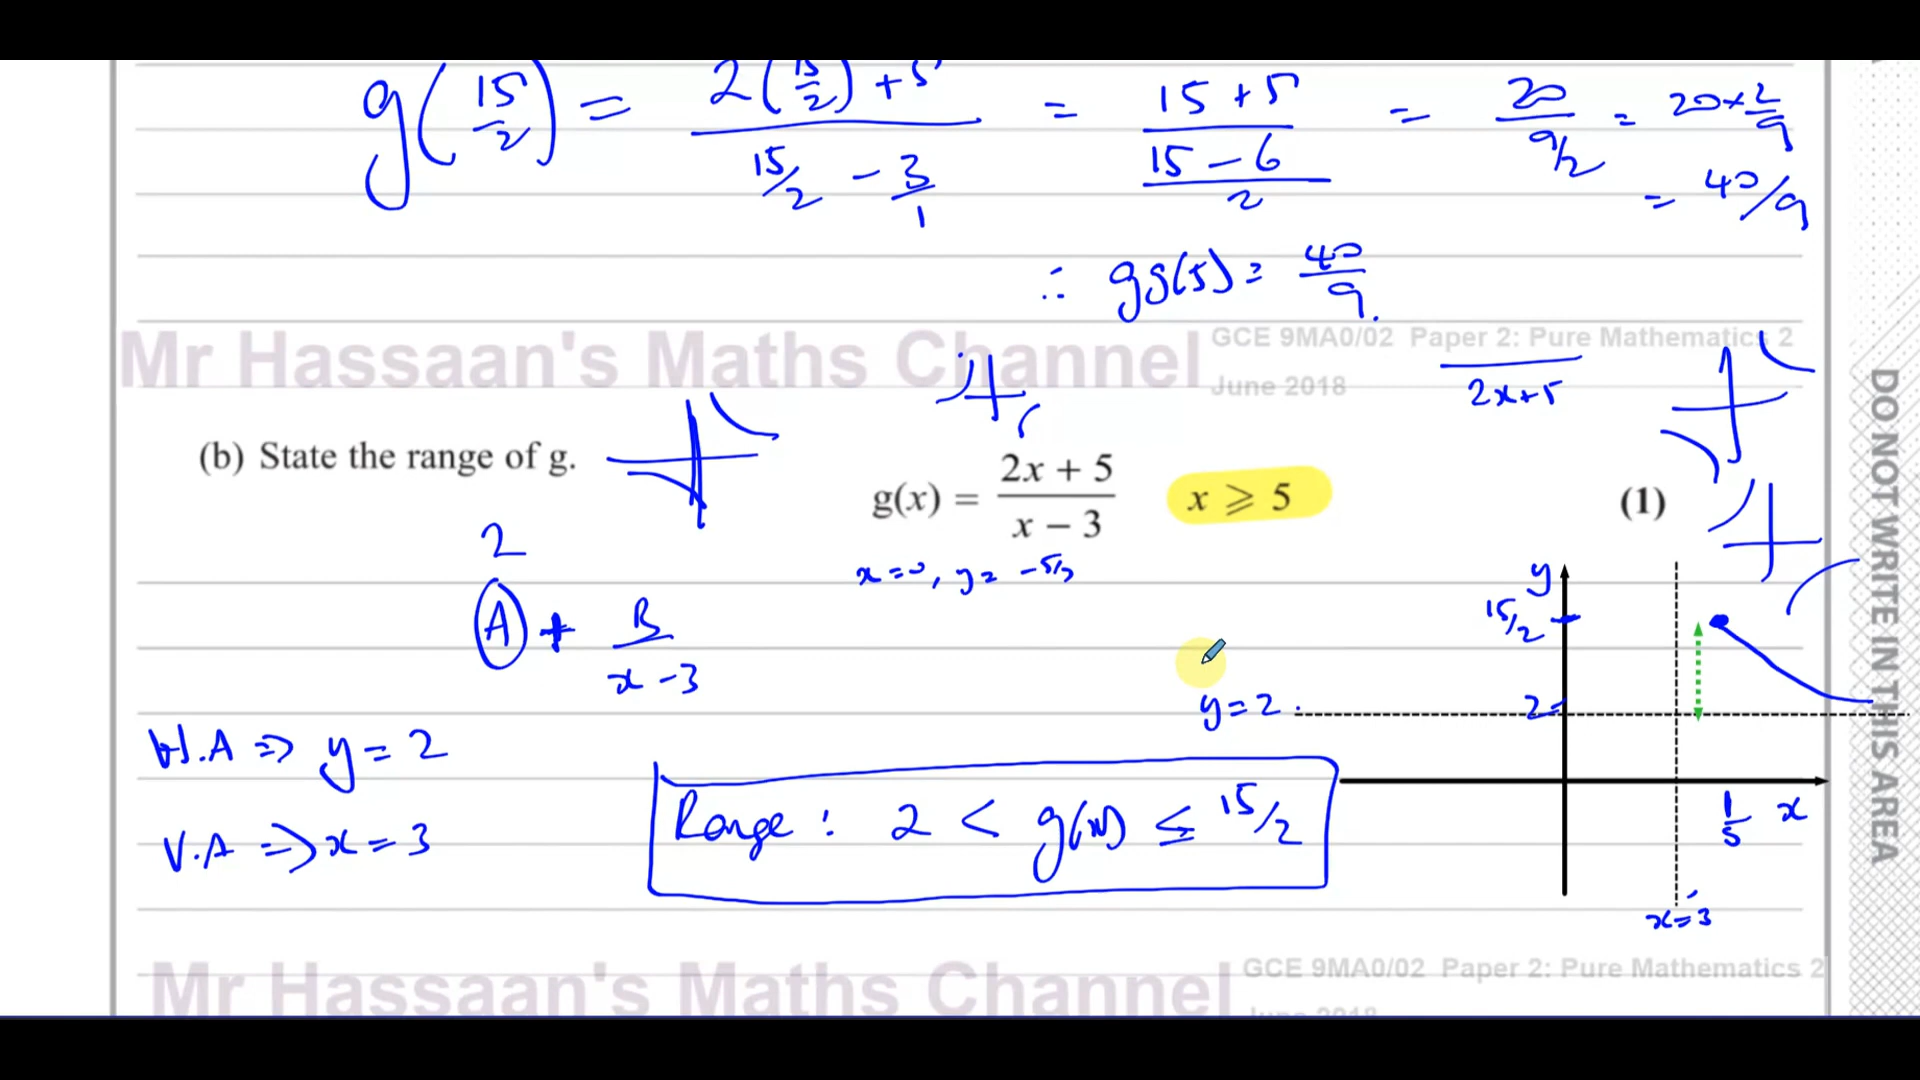 g(15/2) = (2(15/2) + 5)/(15/2 - 3/1) = (15 + 5)/((15 - 6)/2) = 20/(9/2) = 20 × 2/9
= 40/9
∴ gg(5) = 40/9.
Mr Hassaan's Maths Channel
GCE 9MA0/02 Paper 2: Pure Mathematics 2
June 2018
2x+5
(b) State the range of g.
g(x) = (2x + 5)/(x − 3) x ⩾ 5
(1)
x=0, y= -5/3
2
A + B/(x-3)
y
15/2
2
y=2.
H.A => y = 2
V.A => x = 3
Range : 2 < g(x) ≤ 15/2
5 x
x=3
Mr Hassaan's Maths Channel
GCE 9MA0/02 Paper 2: Pure Mathematics 2
DO NOT WRITE IN THIS AREA